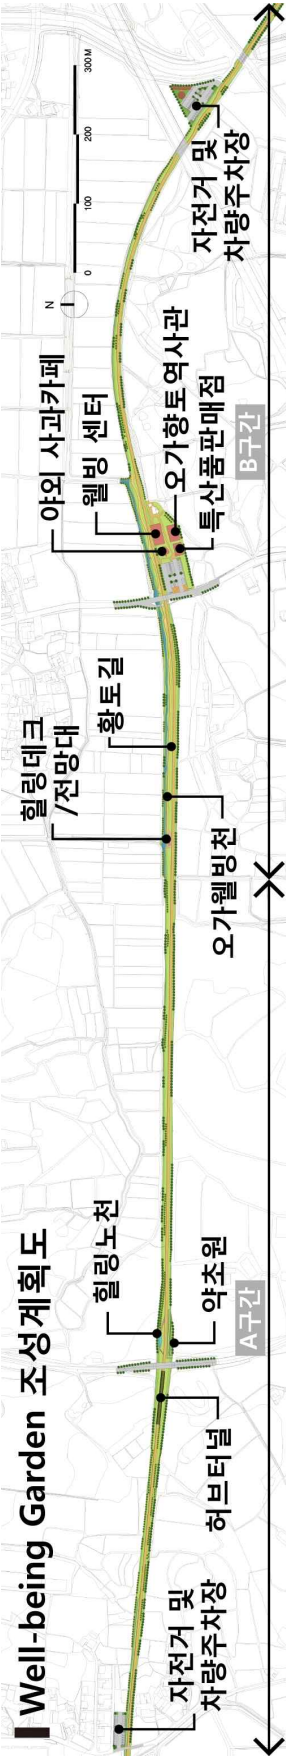 Well-being Garden 조성계획도
자전거 및
차량주차장
허브터널
힐링노천
약초원
A구간
힐링데크
/전망대
오가웰빙천
황토길
야외 사과카페
웰빙 센터
오가향토역사관
특산품판매점
B구간
N
0
100
200
300 M
자전거 및
차량주차장